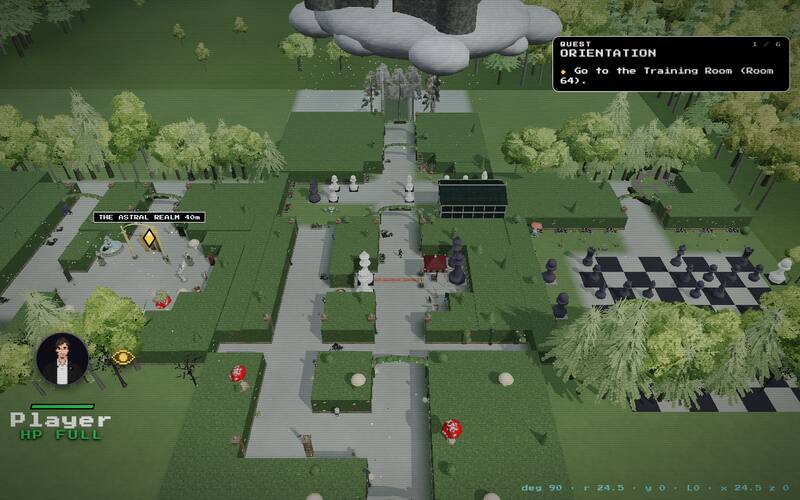 QUEST 1 / 6
ORIENTATION
◆ Go to the Training Room (Room
64).
THE ASTRAL REALM 40m
Player
HP FULL
deg 90 · r 24.5 · y 0 · L0 · x 24.5 z 0